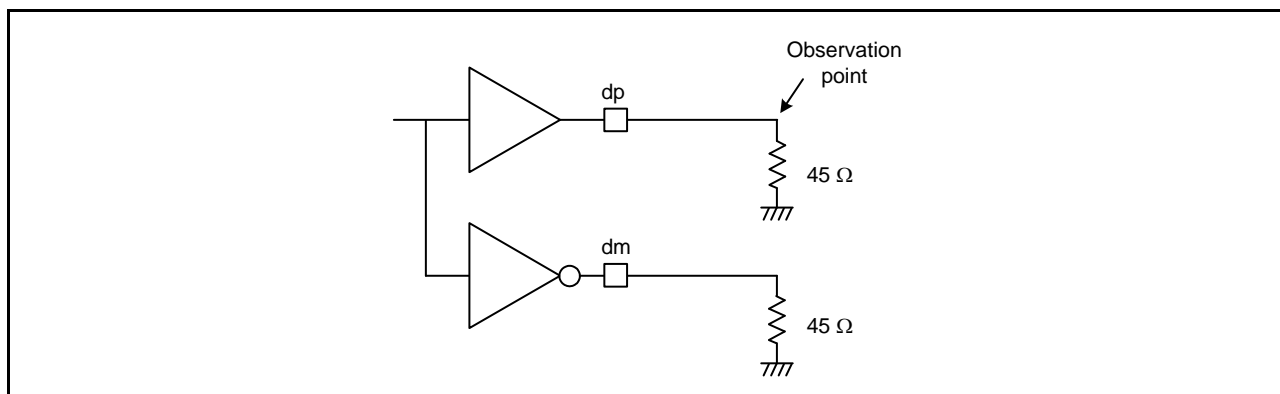 Observation
point
dp
45 Ω
dm
45 Ω